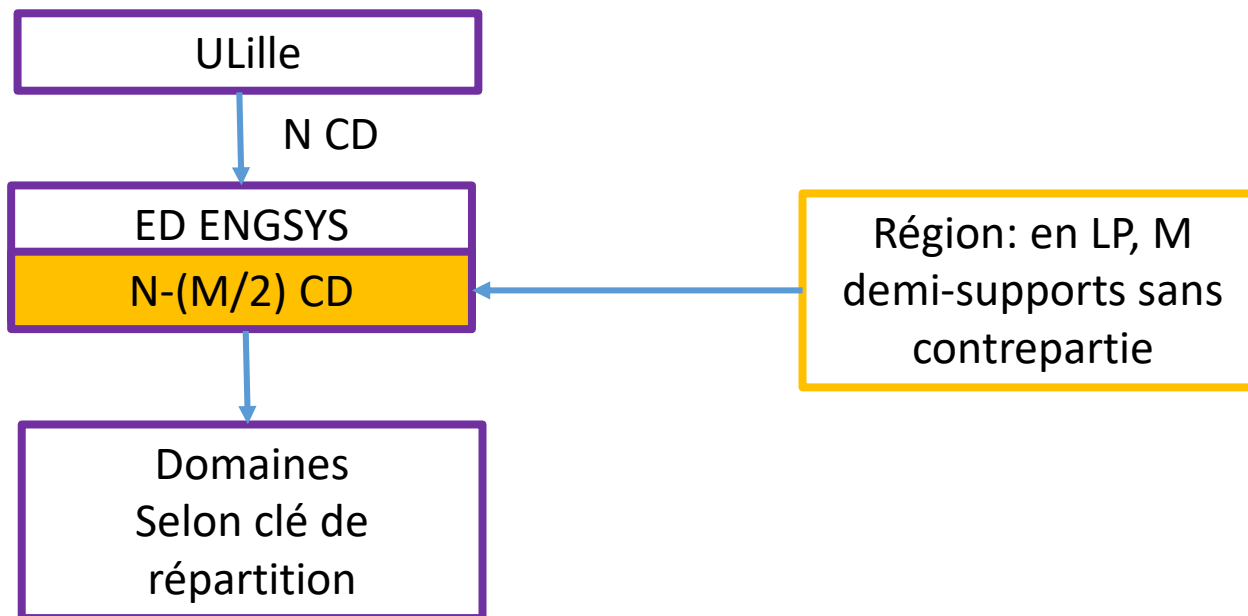 ULille
N CD
ED ENGSYS
N-(M/2) CD
Région: en LP, M
demi-supports sans
contrepartie
Domaines
Selon clé de
répartition